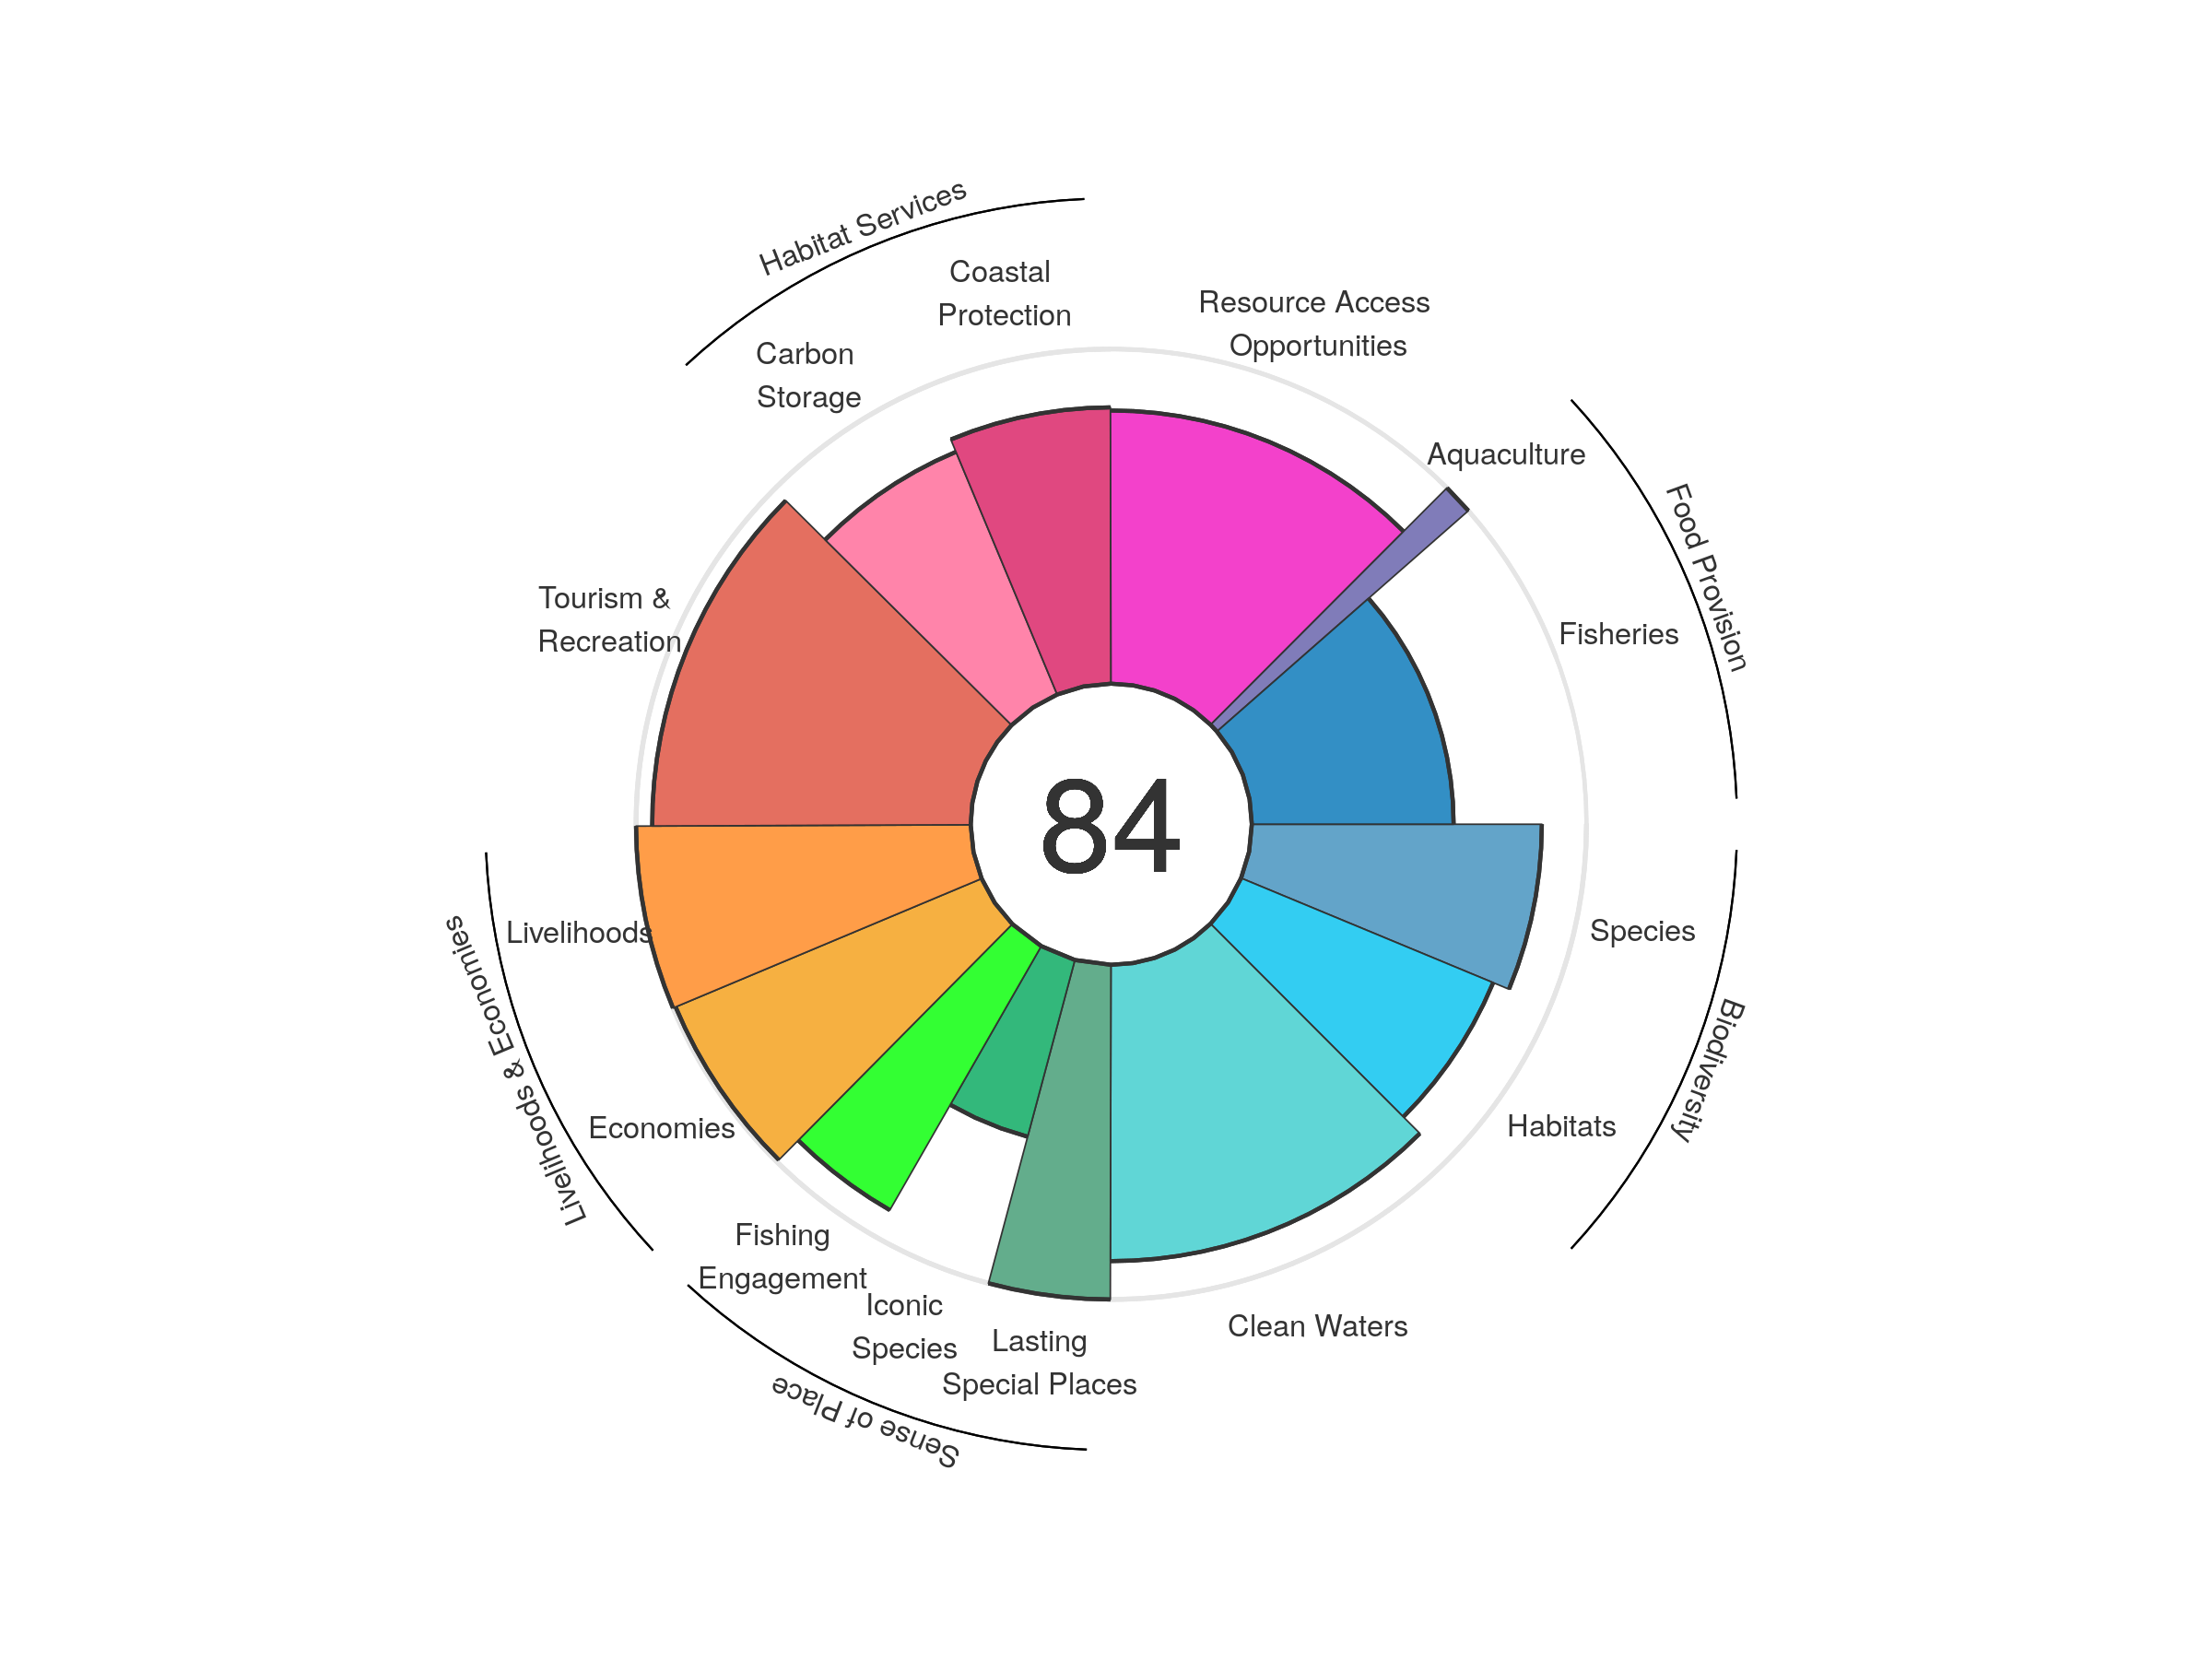 Habitat Services
Coastal
Protection
Resource Access
Opportunities
Carbon
Storage
Aquaculture
Food Provision
Tourism &
Recreation
Fisheries
84
Livelihoods
Species
Livelihoods & Economies
Biodiversity
Economies
Habitats
Fishing
Engagement
Iconic
Species
Lasting
Special Places
Clean Waters
Sense of Place